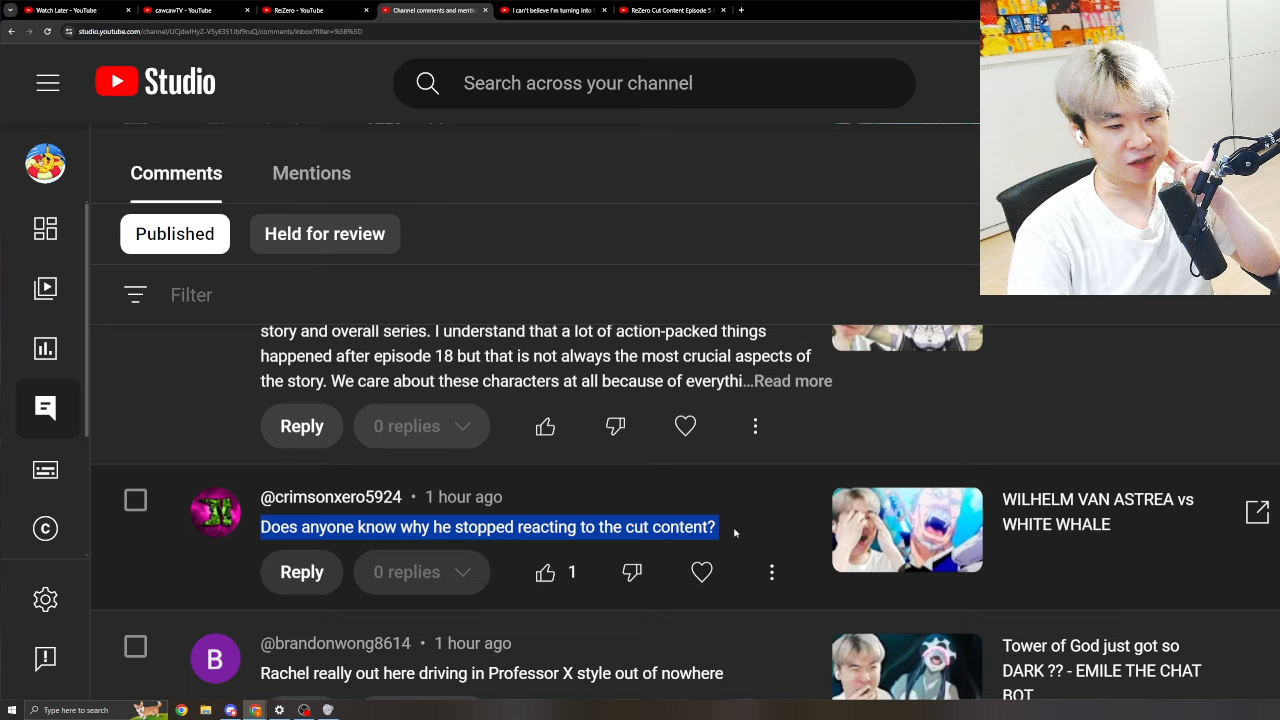 Watch Later - YouTube
cawcawTV - YouTube
ReiZero - YouTube
Channel comments and menti
I can't believe I'm turning into
ReZero Cut Content Episode 5
Studio
Search across your channel
Comments
Mentions
Published
Held for review
Filter
story and overall series. I understand that a lot of action-packed things
happened after episode 18 but that is not always the most crucial aspects of
the story. We care about these characters at all because of everythi...Read more
Reply
0 replies
@crimsonxero5924 • 1 hour ago
Does anyone know why he stopped reacting to the cut content?
WILHELM VAN ASTREA vs
WHITE WHALE
Reply
0 replies
1
B
@brandonwong8614 • 1 hour ago
Rachel really out here driving in Professor X style out of nowhere
Tower of God just got so
DARK ?? - EMILE THE CHAT
BOT
Type here to search